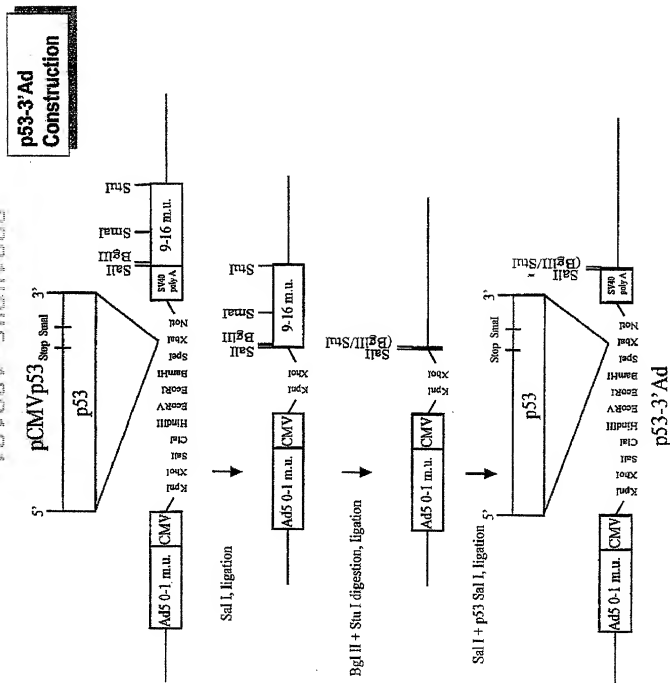 p53-3'Ad
Construction
pCMVp53
5'
3'
Stop SmaI
p53
Ad5 0-1 m.u.
CMV
KpnI
XhoI
SalI
ClaI
HindIII
EcoRV
EcoRI
BamHI
SpeI
XbaI
NotI
SV40
poly A
SalI
BglII
SmaI
StuI
9-16 m.u.
Sal I, ligation
Ad5 0-1 m.u.
CMV
KpnI
XhoI
SalI
BglII
SmaI
StuI
9-16 m.u.
Bgl II + Stu I digestion, ligation
Ad5 0-1 m.u.
CMV
KpnI
XhoI
SalI
(BglII/StuI
Sal I + p53 Sal I, ligation
5'
3'
Stop SmaI
p53
Ad5 0-1 m.u.
CMV
KpnI
XhoI
SalI
ClaI
HindIII
EcoRV
EcoRI
BamHI
SpeI
XbaI
NotI
SV40
poly A
SalI
(BglII/StuI
p53-3'Ad